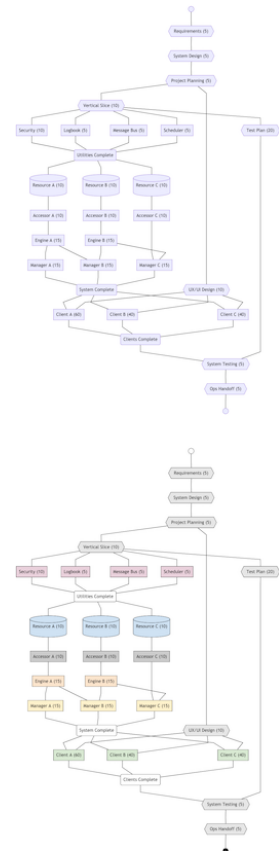 Requirements (5)
System Design (5)
Project Planning (5)
Vertical Slice (10)
Security (10) Logbook (5) Message Bus (5) Scheduler (5) Test Plan (20)
Utilities Complete
Resource A (10) Resource B (10) Resource C (10)
Accessor A (10) Accessor B (10) Accessor C (10)
Engine A (15) Engine B (15)
Manager A (15) Manager B (15) Manager C (15)
System Complete UX/UI Design (10)
Client A (60) Client B (40) Client C (40)
Clients Complete
System Testing (5)
Ops Handoff (5)
Requirements (5)
System Design (5)
Project Planning (5)
Vertical Slice (10)
Security (10) Logbook (5) Message Bus (5) Scheduler (5) Test Plan (20)
Utilities Complete
Resource A (10) Resource B (10) Resource C (10)
Accessor A (10) Accessor B (10) Accessor C (10)
Engine A (15) Engine B (15)
Manager A (15) Manager B (15) Manager C (15)
System Complete UX/UI Design (10)
Client A (60) Client B (40) Client C (40)
Clients Complete
System Testing (5)
Ops Handoff (5)